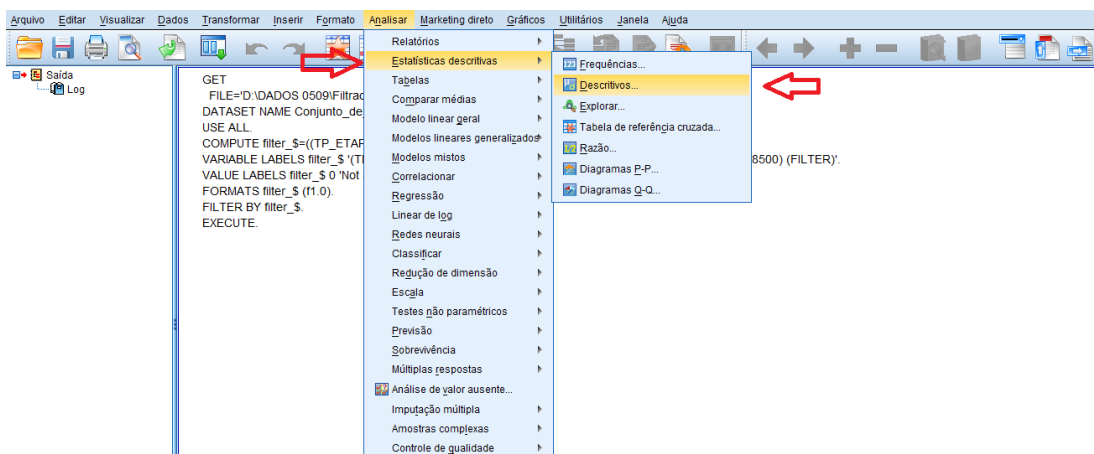 Arquivo Editar Visualizar Dados Transformar Inserir Formato Analisar Marketing direto Gráficos Utilitários Janela Ajuda
Saída
Log
GET
FILE='D:\DADOS 0509\Filtrac
DATASET NAME Conjunto_de
USE ALL.
COMPUTE filter_$=((TP_ETAF
VARIABLE LABELS filter_$ '(TI
8500) (FILTER)'.
VALUE LABELS filter_$ 0 'Not
FORMATS filter_$ (f1.0).
FILTER BY filter_$.
EXECUTE.
Relatórios
Estatísticas descritivas
Tabelas
Comparar médias
Modelo linear geral
Modelos lineares generalizados
Modelos mistos
Correlacionar
Regressão
Linear de log
Redes neurais
Classificar
Redução de dimensão
Escala
Testes não paramétricos
Previsão
Sobrevivência
Múltiplas respostas
Análise de valor ausente...
Imputação múltipla
Amostras complexas
Controle de qualidade
Frequências...
Descritivos...
Explorar...
Tabela de referência cruzada...
Razão...
Diagramas P-P...
Diagramas Q-Q...